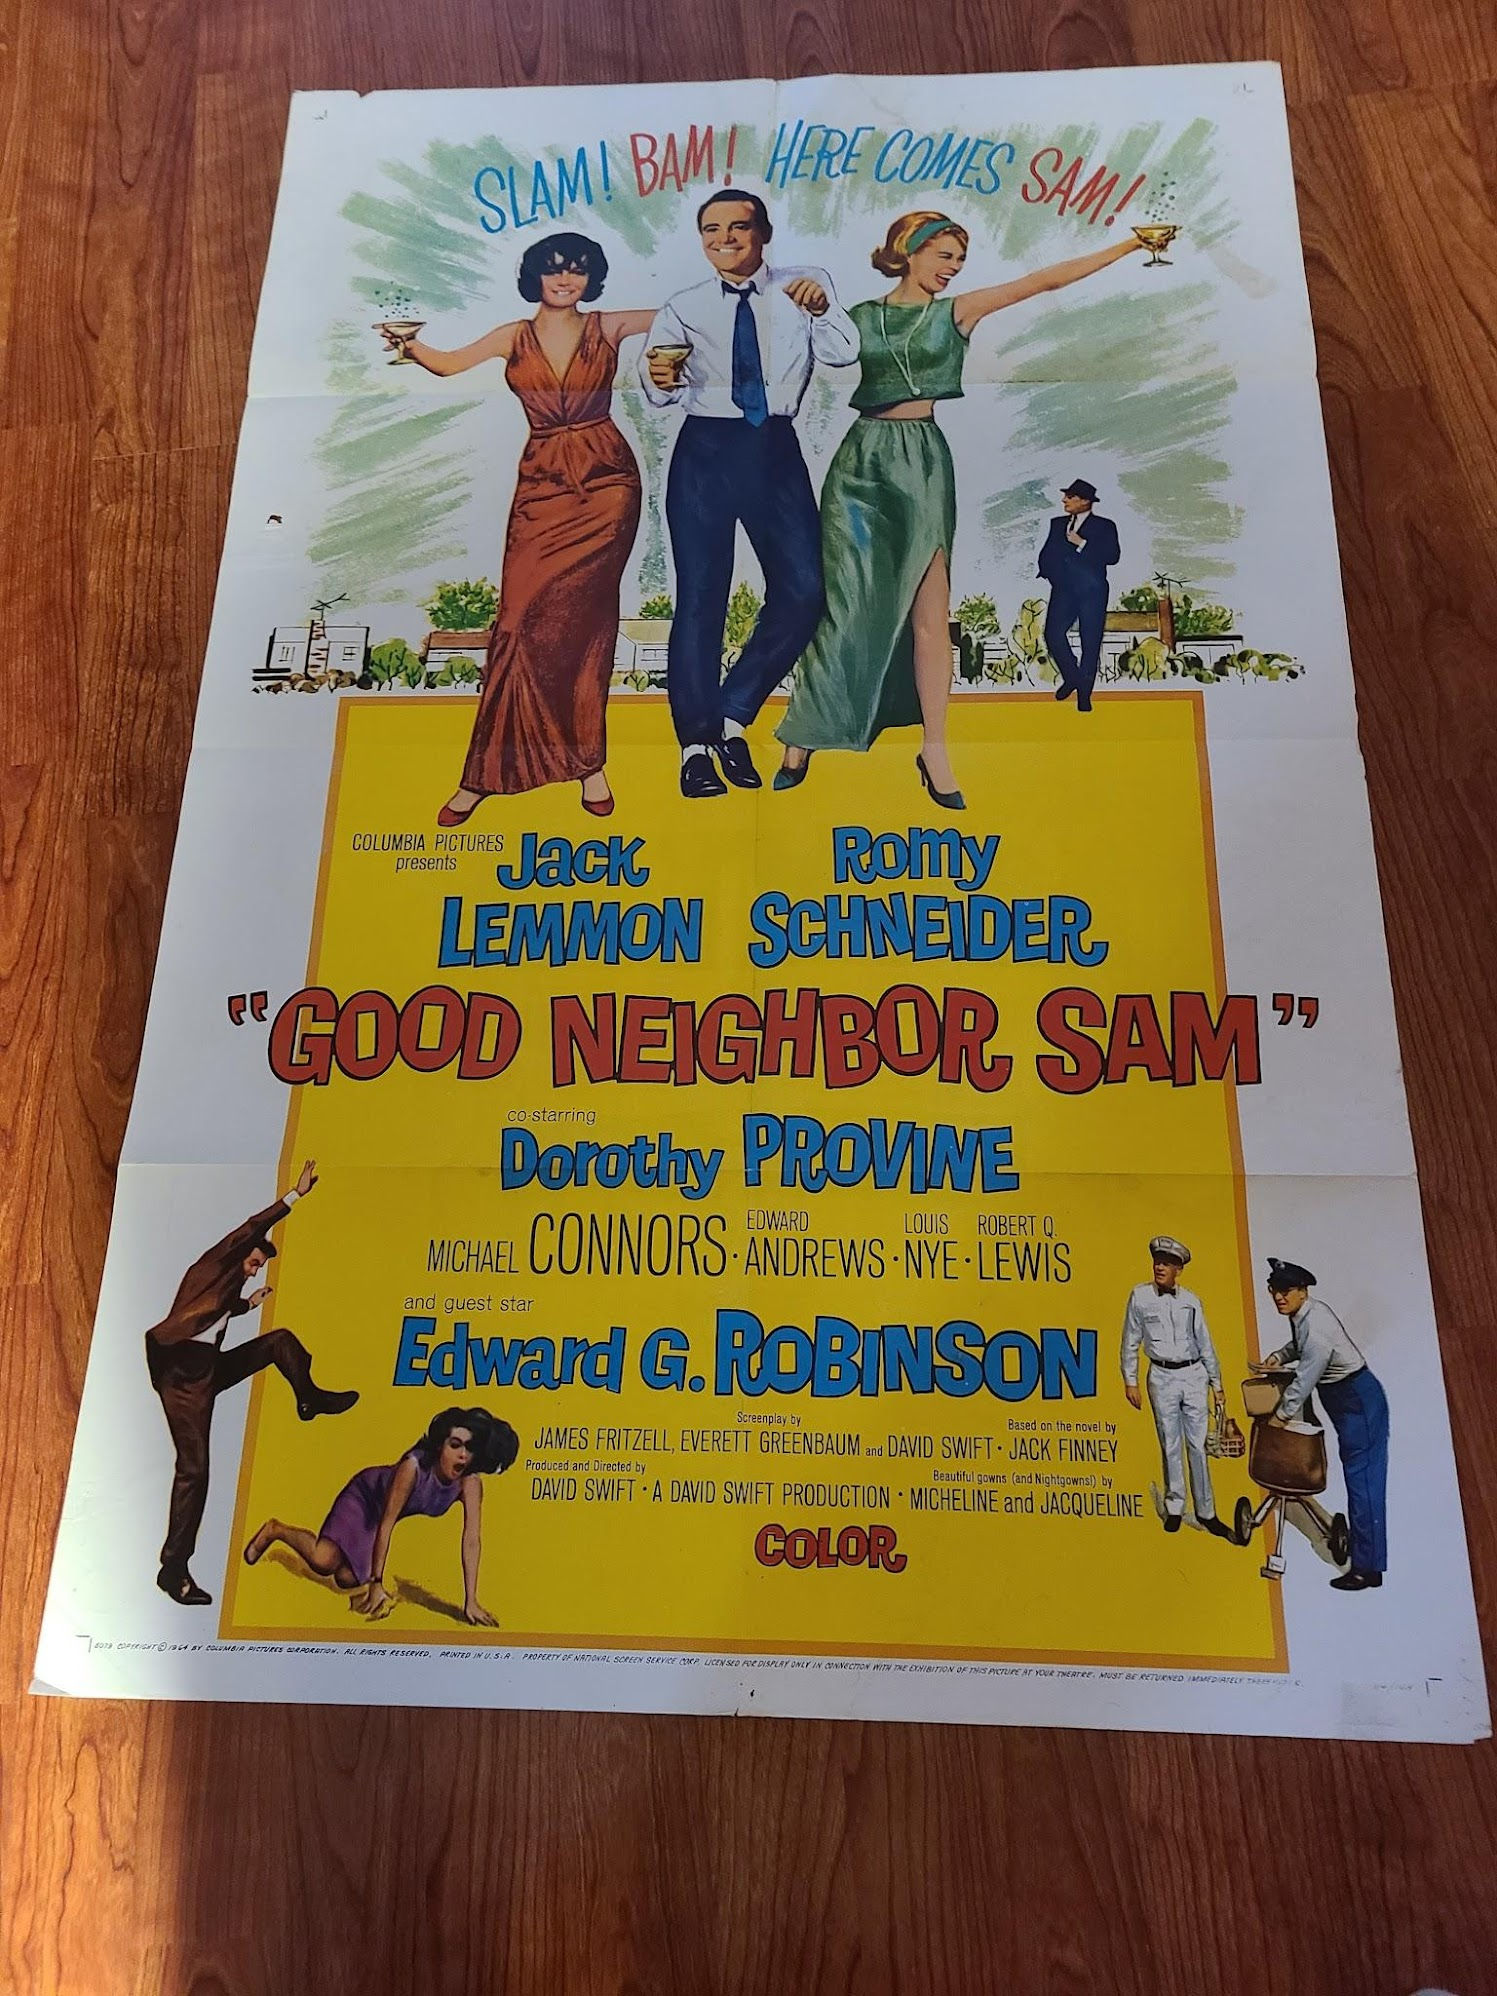 SLAM! BAM! HERE COMES SAM!
COLUMBIA PICTURES
presents
Jack Romy
LEMMON SCHNEIDER
“GOOD NEIGHBOR SAM”
co-starring
Dorothy PROVINE
MICHAEL CONNORS · EDWARD ANDREWS · LOUIS NYE · ROBERT Q. LEWIS
and guest star
Edward G. ROBINSON
Screenplay by
JAMES FRITZELL, EVERETT GREENBAUM and DAVID SWIFT · Based on the novel by JACK FINNEY
Produced and Directed by
DAVID SWIFT · A DAVID SWIFT PRODUCTION · Beautiful gowns (and Nightgowns!) by MICHELINE and JACQUELINE
COLOR
COPYRIGHT © 1964 BY COLUMBIA PICTURES CORPORATION. ALL RIGHTS RESERVED. PRINTED IN U.S.A. PROPERTY OF NATIONAL SCREEN SERVICE CORP. LICENSED FOR DISPLAY ONLY IN CONNECTION WITH THE EXHIBITION OF THIS PICTURE AT YOUR THEATRE. MUST BE RETURNED IMMEDIATELY